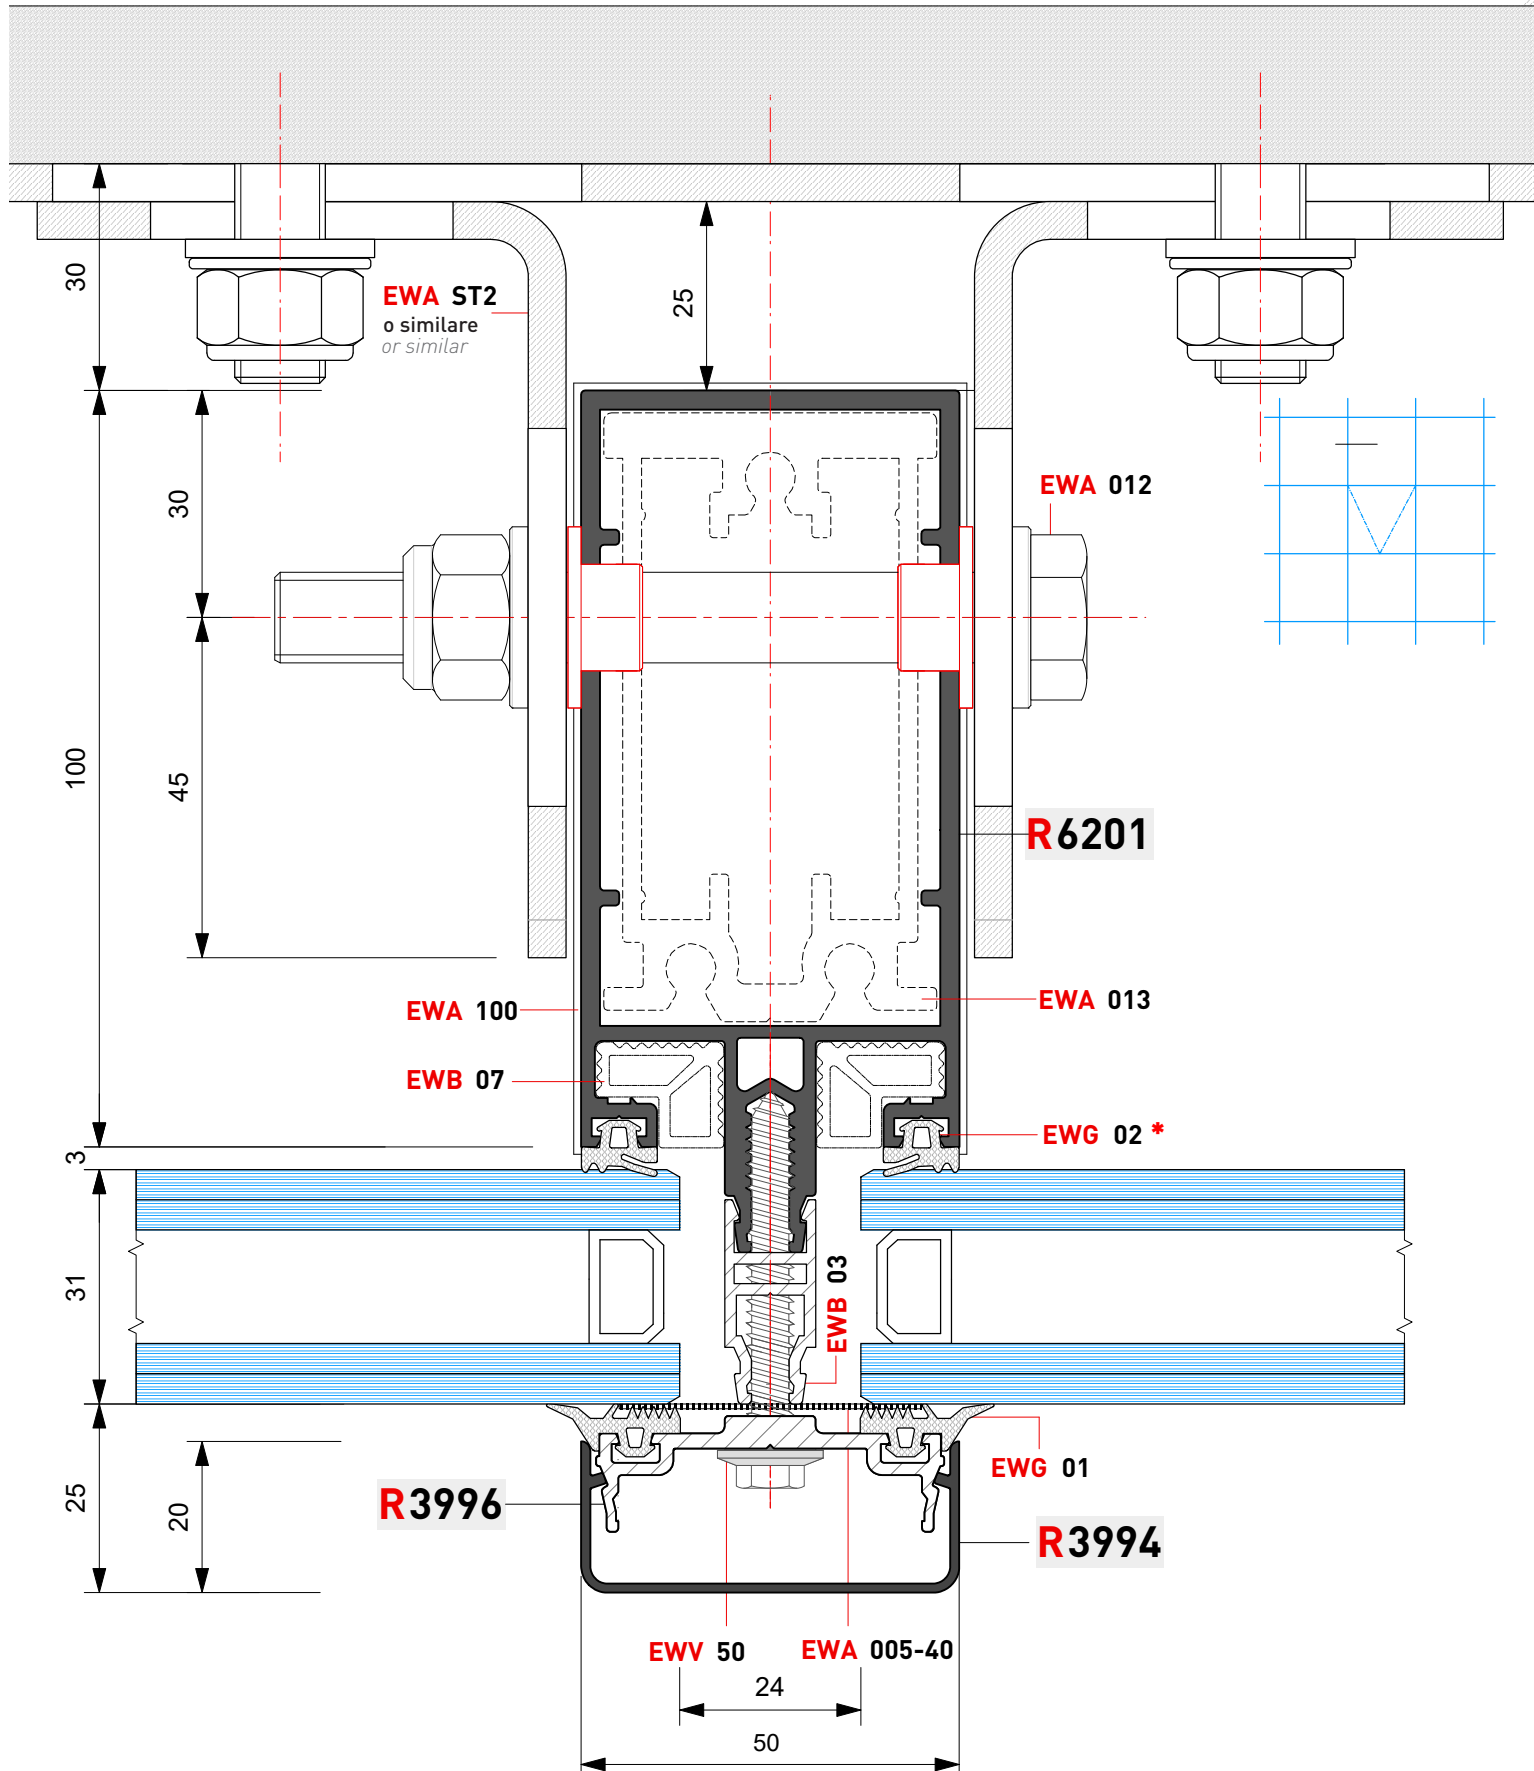 30
EWA ST2
o similare
or similar
25
30
EWA 012
100
45
R6201
EWA 100
EWA 013
EWB 07
EWG 02 *
3
31
EWB 03
EWG 01
25
20
R3996
R3994
EWV 50
EWA 005-40
24
50